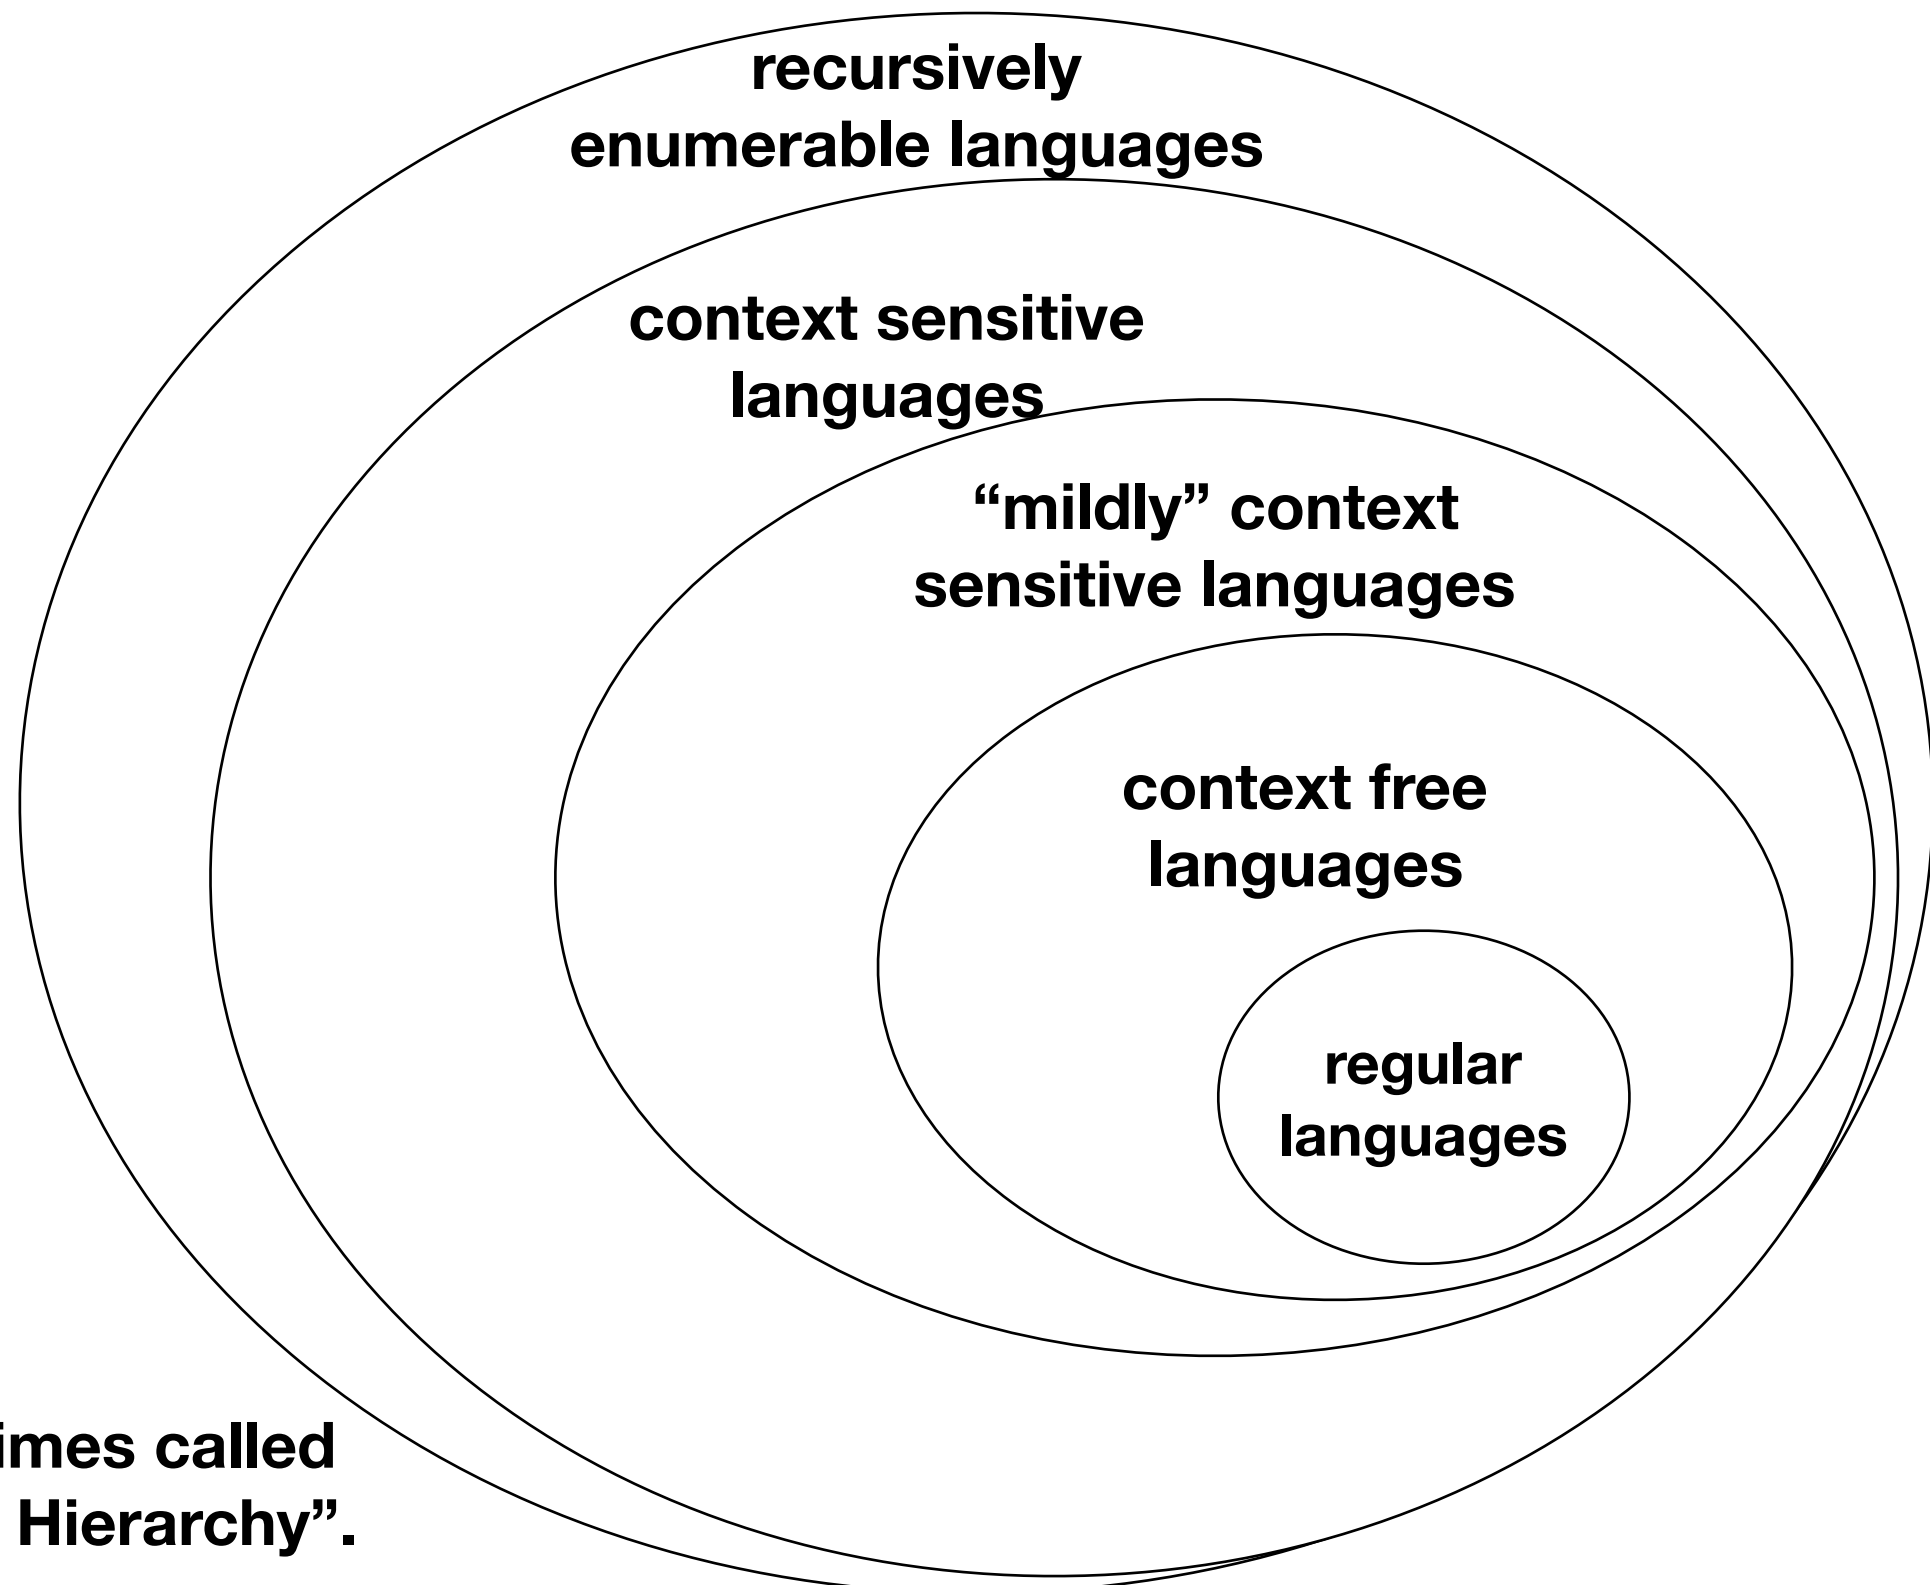 recursively
enumerable languages
context sensitive
languages
“mildly” context
sensitive languages
context free
languages
regular
languages
imes called
Hierarchy”.